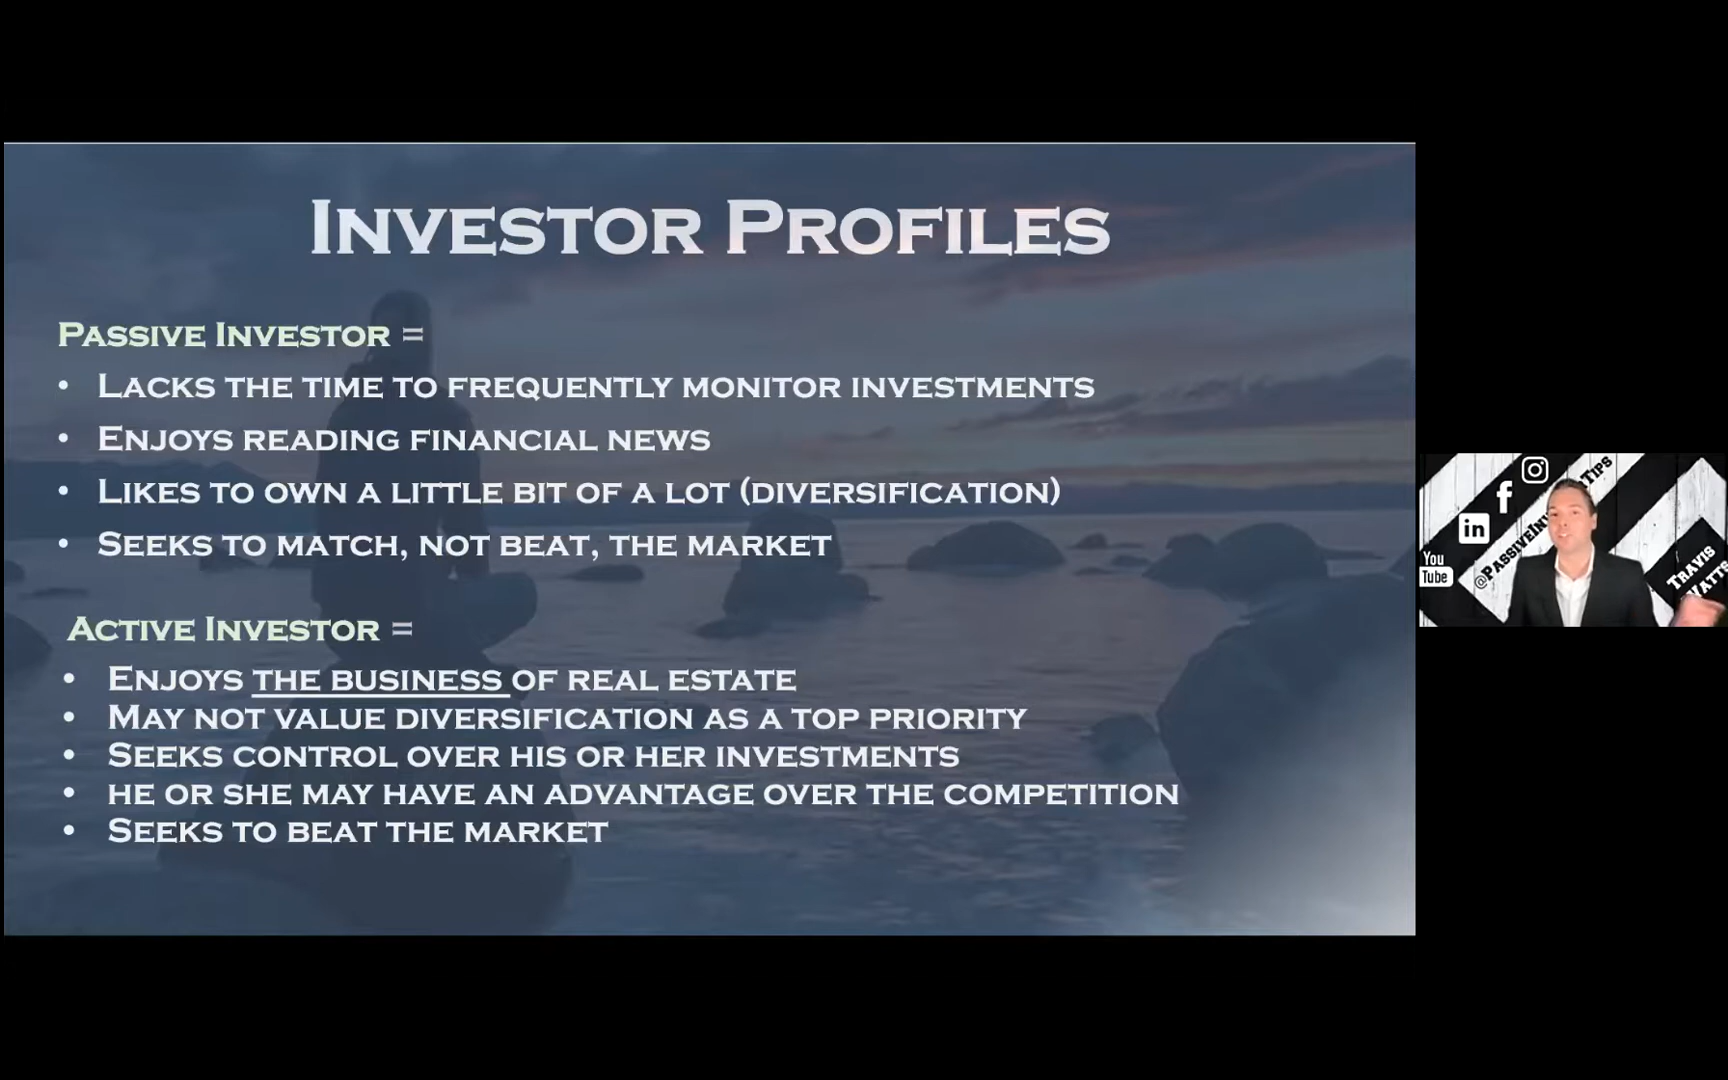 Investor Profiles
Passive Investor =
• Lacks the time to frequently monitor investments
• Enjoys reading financial news
• Likes to own a little bit of a lot (diversification)
• Seeks to match, not beat, the market
Active Investor =
• Enjoys the business of real estate
• May not value diversification as a top priority
• Seeks control over his or her investments
• he or she may have an advantage over the competition
• Seeks to beat the market
f
in
You
Tube
Travis